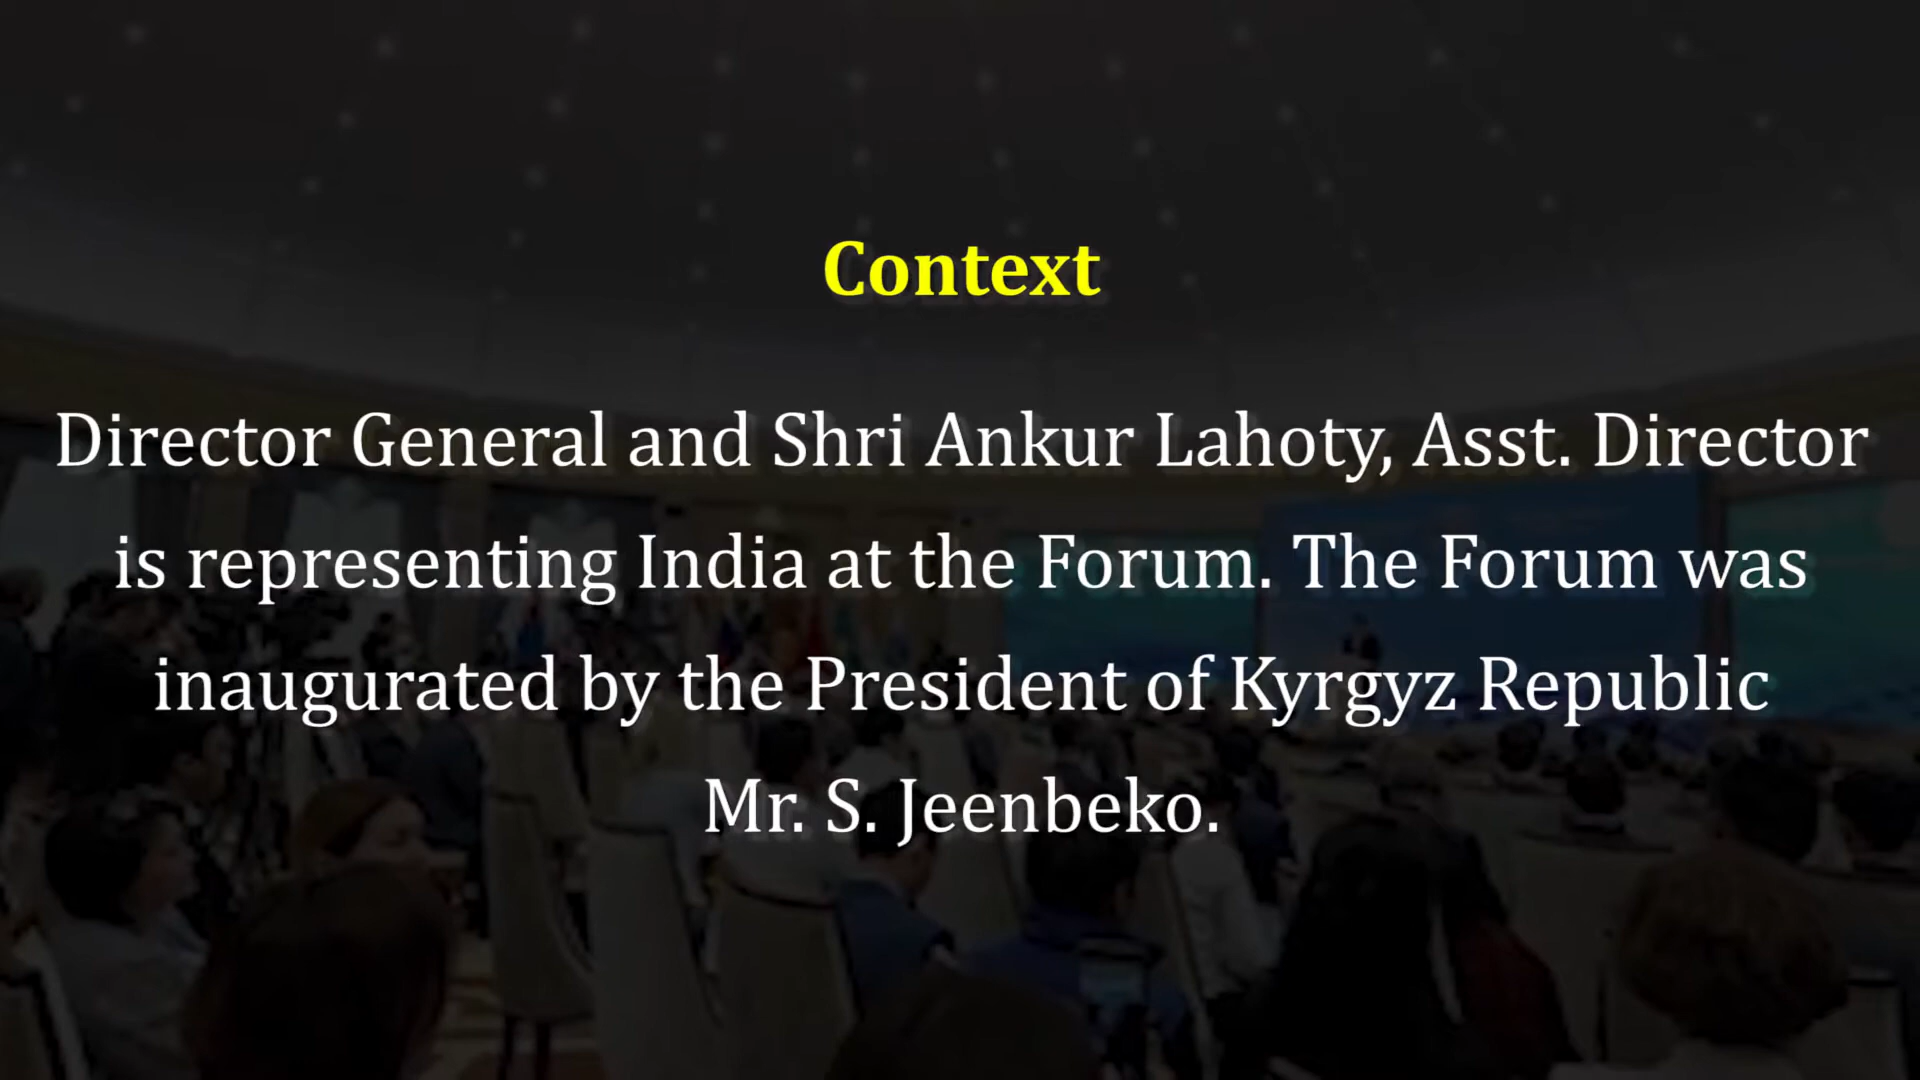 Context
Director General and Shri Ankur Lahoty, Asst. Director
is representing India at the Forum. The Forum was
inaugurated by the President of Kyrgyz Republic
Mr. S. Jeenbeko.